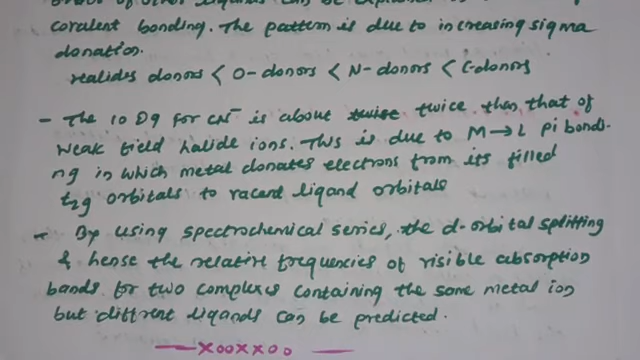 covalent bonding. The pattern is due to increasing sigma
donation.
Halides donors < O-donors < N-donors < C-donors
- The 10 Dq for CN⁻ is about twice than that of
weak field halide ions. This is due to M→L pi bondi-
ng in which metal donates electrons from its filled
t2g orbitals to vacant ligand orbitals
- By using spectrochemical series, the d-orbital splitting
& hense the relative frequencies of visible absorption
bands for two complexes containing the same metal ion
but different ligands can be predicted.
—xooxxoo—